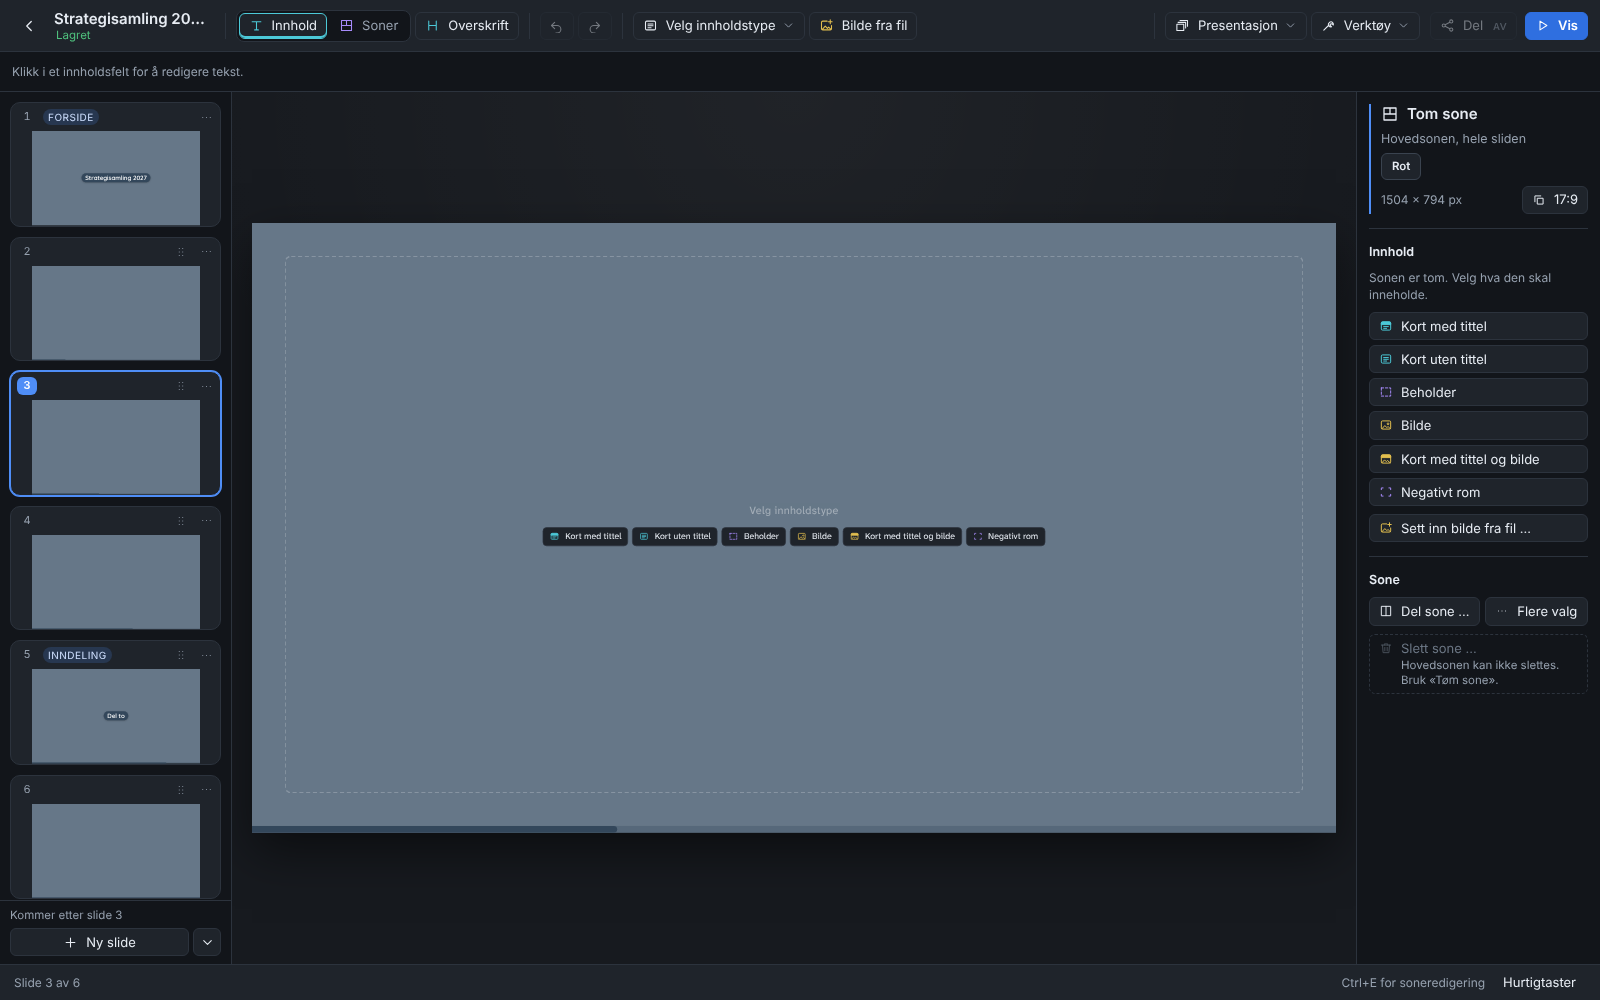 Strategisamling 20...
Lagret
Innhold
Soner
Overskrift
Velg innholdstype
Bilde fra fil
Presentasjon
Verktøy
Del AV
Vis
Klikk i et innholdsfelt for å redigere tekst.
1 FORSIDE
Strategisamling 2027
2
3
4
5 INNDELING
Del to
6
Kommer etter slide 3
Ny slide
Velg innholdstype
Kort med tittel
Kort uten tittel
Beholder
Bilde
Kort med tittel og bilde
Negativt rom
Tom sone
Hovedsonen, hele sliden
Rot
1504 × 794 px
17:9
Innhold
Sonen er tom. Velg hva den skal
inneholde.
Kort med tittel
Kort uten tittel
Beholder
Bilde
Kort med tittel og bilde
Negativt rom
Sett inn bilde fra fil ...
Sone
Del sone ...
Flere valg
Slett sone ...
Hovedsonen kan ikke slettes.
Bruk «Tøm sone».
Slide 3 av 6
Ctrl+E for soneredigering
Hurtigtaster